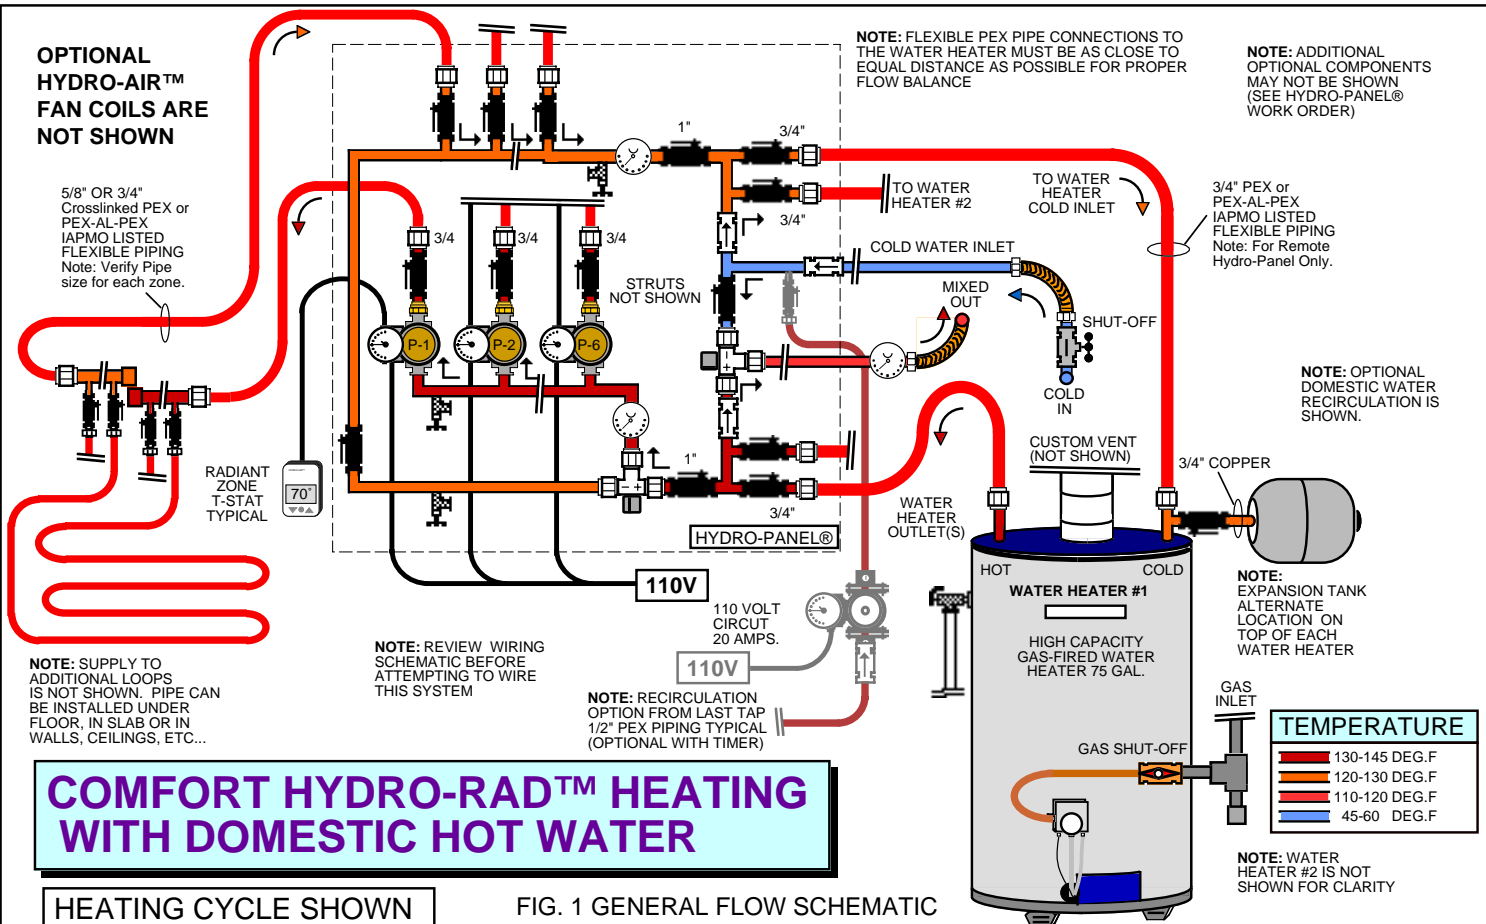 OPTIONAL
HYDRO-AIR™
FAN COILS ARE
NOT SHOWN
NOTE: FLEXIBLE PEX PIPE CONNECTIONS TO
THE WATER HEATER MUST BE AS CLOSE TO
EQUAL DISTANCE AS POSSIBLE FOR PROPER
FLOW BALANCE
NOTE: ADDITIONAL
OPTIONAL COMPONENTS
MAY NOT BE SHOWN
(SEE HYDRO-PANEL®
WORK ORDER)
1"
3/4"
5/8" OR 3/4"
Crosslinked PEX or
PEX-AL-PEX
IAPMO LISTED
FLEXIBLE PIPING
Note: Verify Pipe
size for each zone.
TO WATER
HEATER #2
3/4"
TO WATER
HEATER
COLD INLET
3/4" PEX or
PEX-AL-PEX
IAPMO LISTED
FLEXIBLE PIPING
Note: For Remote
Hydro-Panel Only.
3/4
3/4
3/4
COLD WATER INLET
STRUTS
NOT SHOWN
MIXED
OUT
SHUT-OFF
P-1
P-2
P-6
COLD
IN
NOTE: OPTIONAL
DOMESTIC WATER
RECIRCULATION IS
SHOWN.
CUSTOM VENT
(NOT SHOWN)
3/4" COPPER
RADIANT
ZONE
T-STAT
TYPICAL
70°
1"
3/4"
WATER
HEATER
OUTLET(S)
HYDRO-PANEL®
110V
HOT
COLD
WATER HEATER #1
HIGH CAPACITY
GAS-FIRED WATER
HEATER 75 GAL.
NOTE:
EXPANSION TANK
ALTERNATE
LOCATION ON
TOP OF EACH
WATER HEATER
110 VOLT
CIRCUT
20 AMPS.
110V
NOTE: REVIEW WIRING
SCHEMATIC BEFORE
ATTEMPTING TO WIRE
THIS SYSTEM
NOTE: SUPPLY TO
ADDITIONAL LOOPS
IS NOT SHOWN. PIPE CAN
BE INSTALLED UNDER
FLOOR, IN SLAB OR IN
WALLS, CEILINGS, ETC...
NOTE: RECIRCULATION
OPTION FROM LAST TAP
1/2" PEX PIPING TYPICAL
(OPTIONAL WITH TIMER)
GAS
INLET
GAS SHUT-OFF
TEMPERATURE
130-145 DEG.F
120-130 DEG.F
110-120 DEG.F
45-60 DEG.F
COMFORT HYDRO-RAD™ HEATING
WITH DOMESTIC HOT WATER
NOTE: WATER
HEATER #2 IS NOT
SHOWN FOR CLARITY
HEATING CYCLE SHOWN
FIG. 1 GENERAL FLOW SCHEMATIC